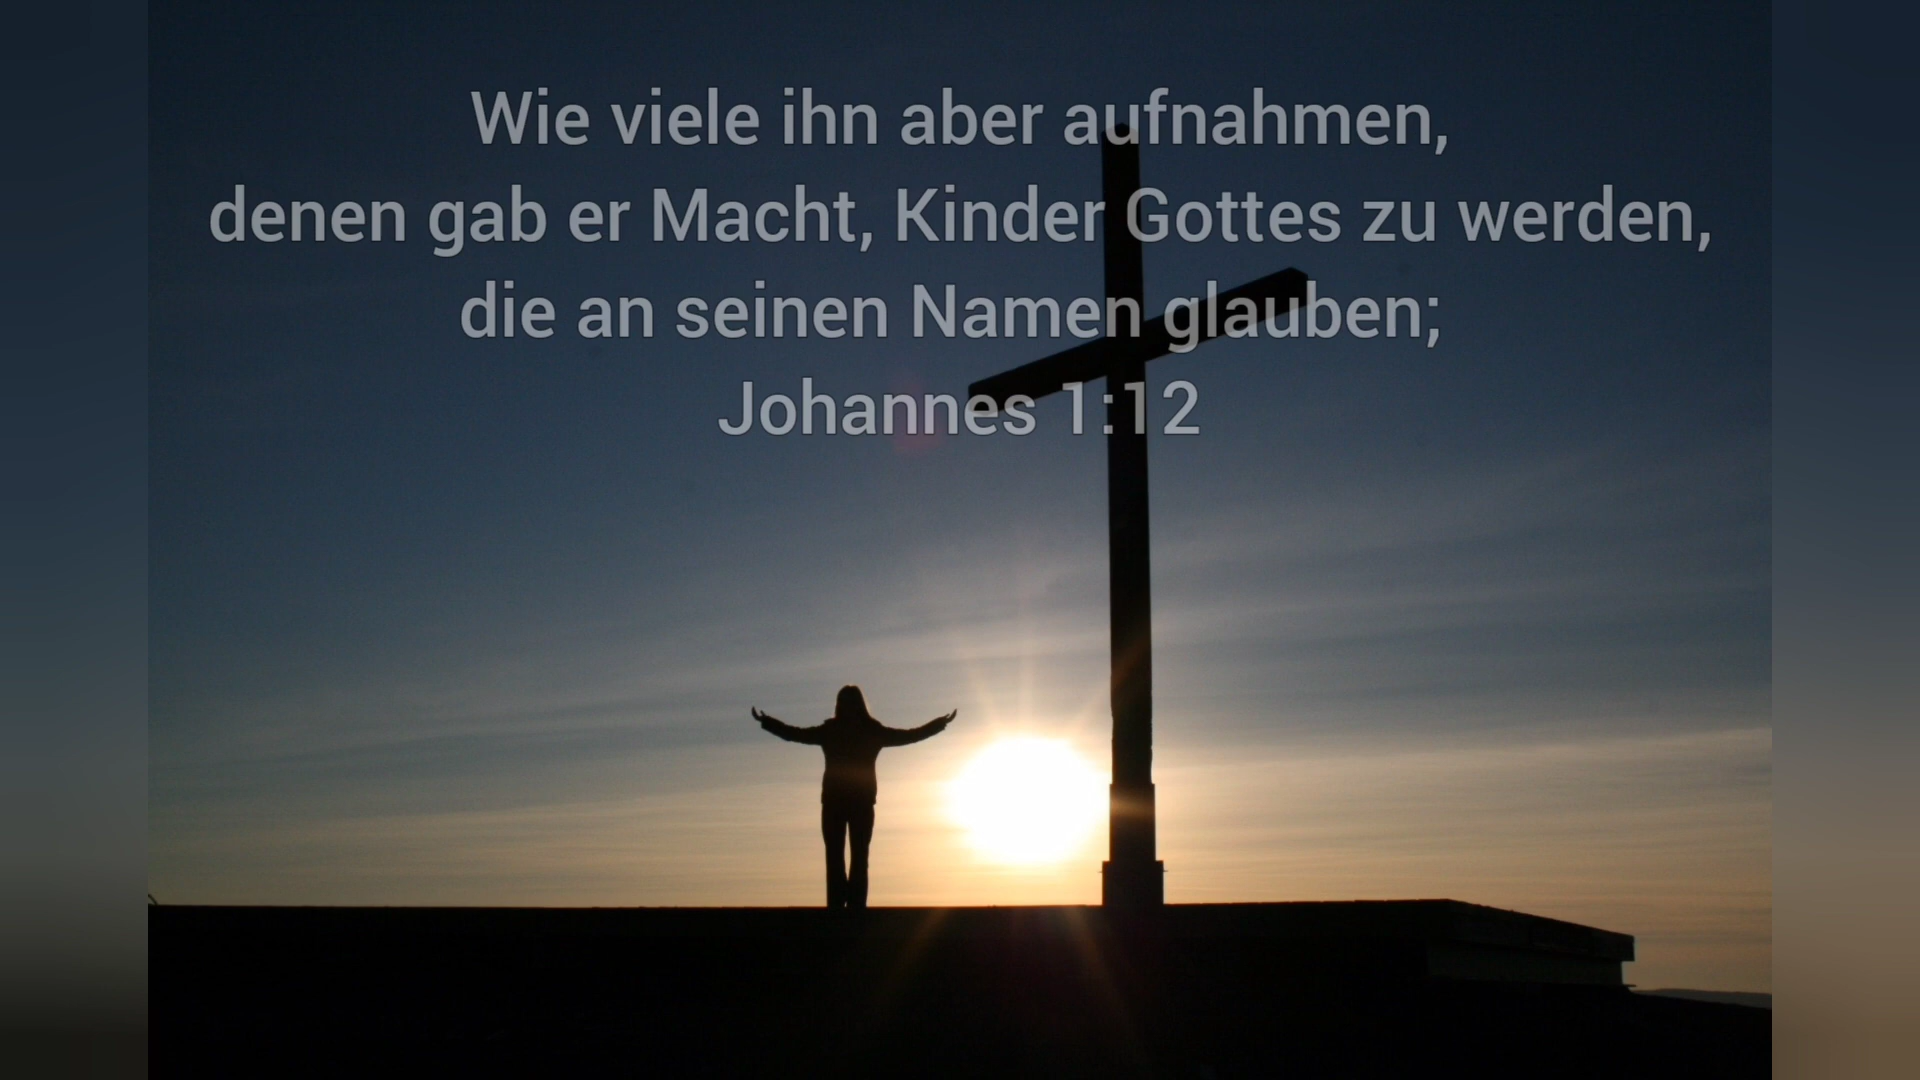 Wie viele ihn aber aufnahmen,
denen gab er Macht, Kinder Gottes zu werden,
die an seinen Namen glauben;
Johannes 1:12